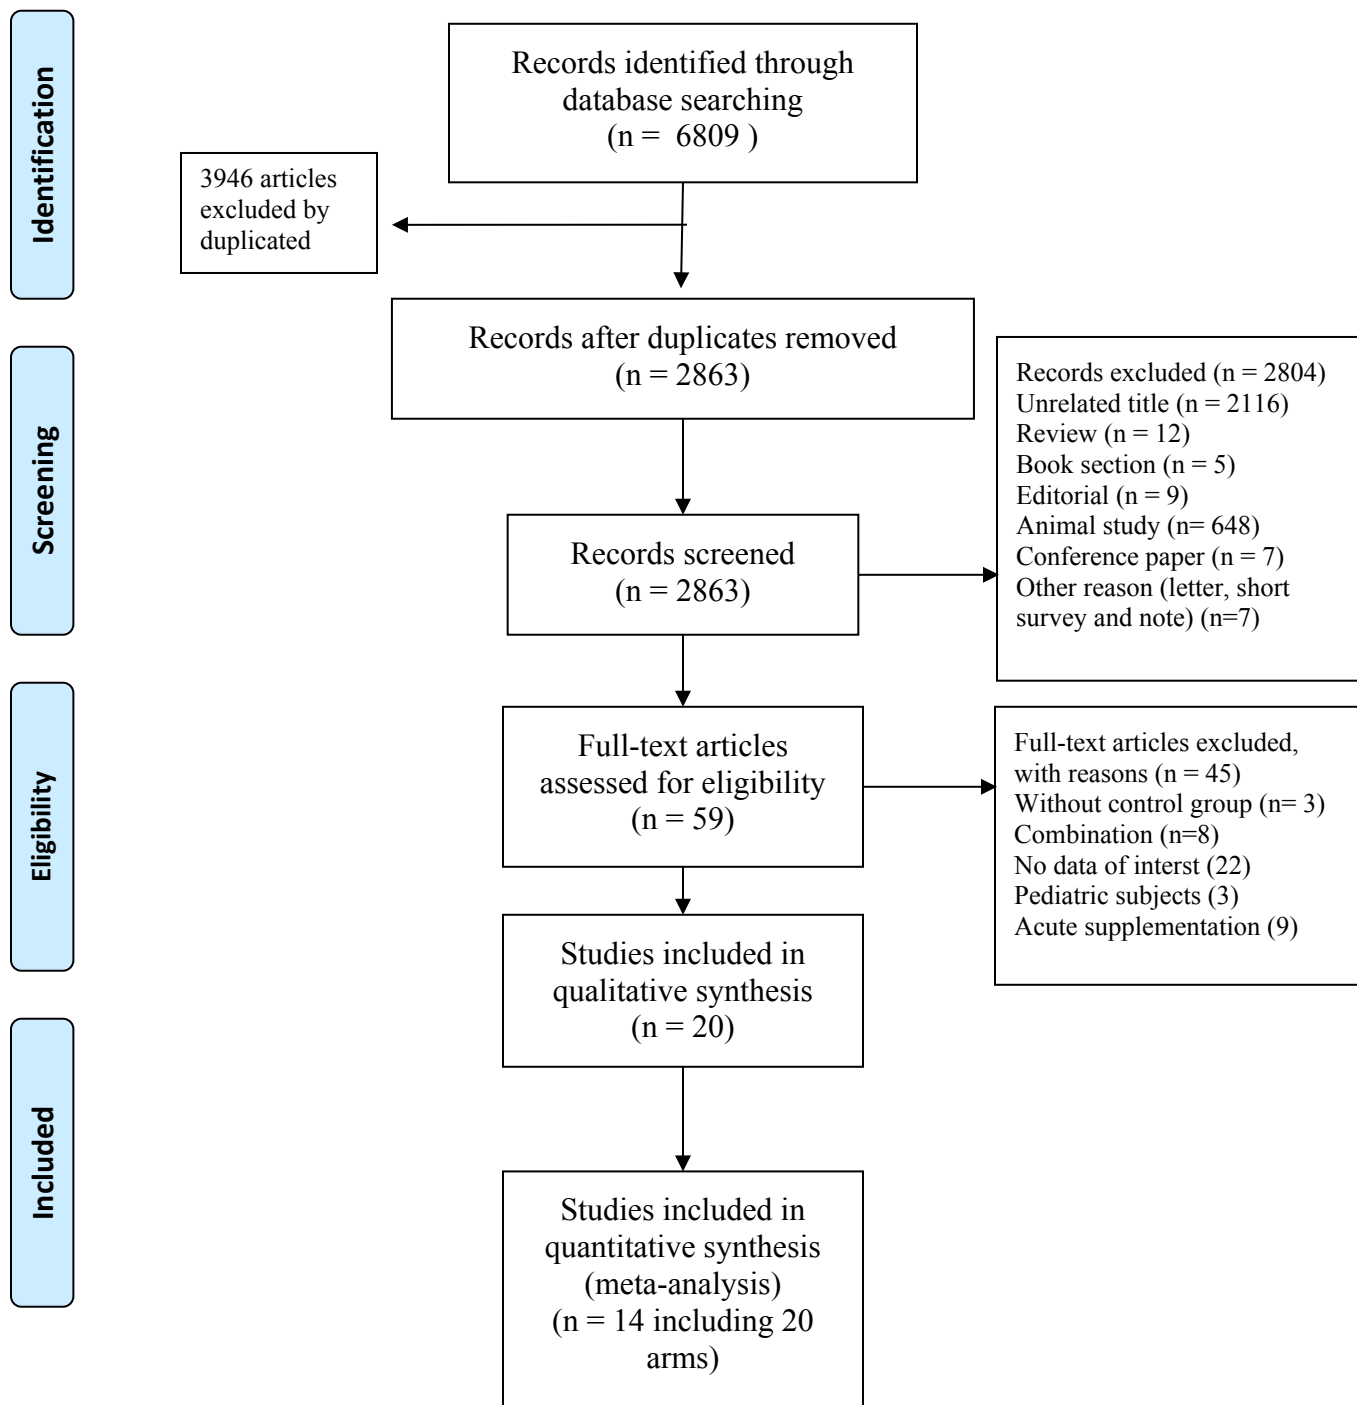 Identification
Records identified through
database searching
(n =  6809 )
3946 articles
excluded by
duplicated
Records after duplicates removed
(n = 2863)
Screening
Records screened
(n = 2863)
Records excluded (n = 2804)
Unrelated title (n = 2116)
Review (n = 12)
Book section (n = 5)
Editorial (n = 9)
Animal study (n= 648)
Conference paper (n = 7)
Other reason (letter, short
survey and note) (n=7)
Eligibility
Full-text articles
assessed for eligibility
(n = 59)
Full-text articles excluded,
with reasons (n = 45)
Without control group (n= 3)
Combination (n=8)
No data of interst (22)
Pediatric subjects (3)
Acute supplementation (9)
Studies included in
qualitative synthesis
(n = 20)
Included
Studies included in
quantitative synthesis
(meta-analysis)
(n = 14 including 20
arms)